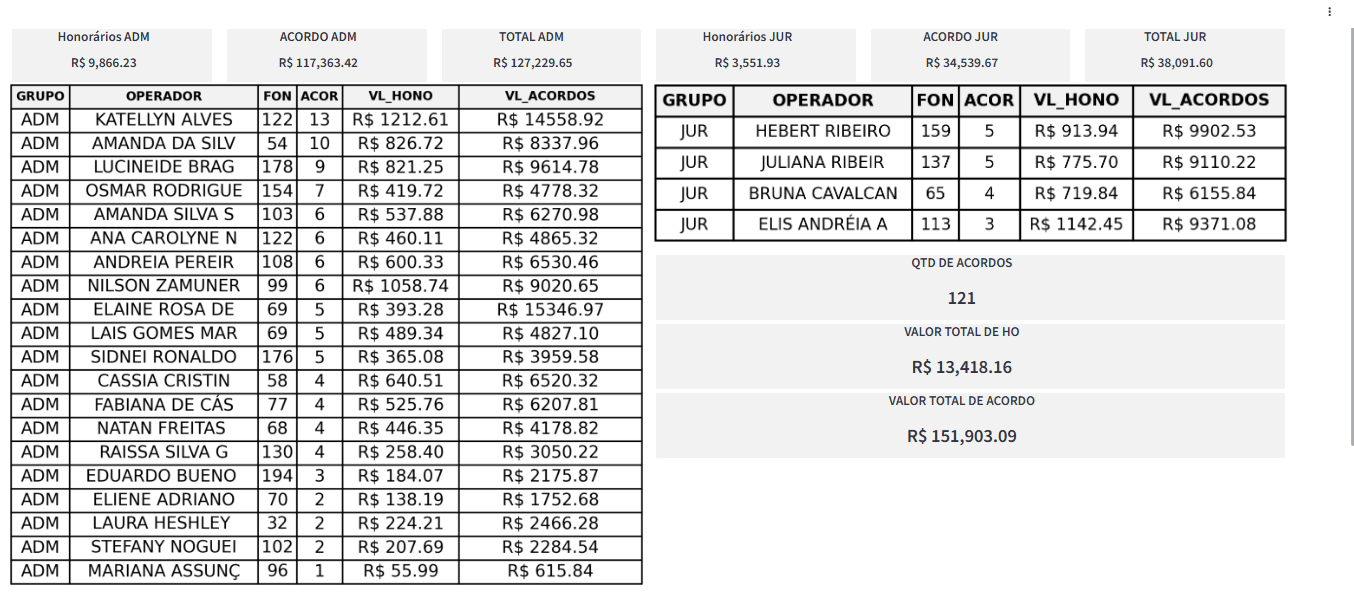 Honorários ADM
R$ 9,866.23
ACORDO ADM
R$ 117,363.42
TOTAL ADM
R$ 127,229.65
GRUPO OPERADOR FON ACOR VL_HONO VL_ACORDOS
ADM KATELLYN ALVES 122 13 R$ 1212.61 R$ 14558.92
ADM AMANDA DA SILV 54 10 R$ 826.72 R$ 8337.96
ADM LUCINEIDE BRAG 178 9 R$ 821.25 R$ 9614.78
ADM OSMAR RODRIGUE 154 7 R$ 419.72 R$ 4778.32
ADM AMANDA SILVA S 103 6 R$ 537.88 R$ 6270.98
ADM ANA CAROLYNE N 122 6 R$ 460.11 R$ 4865.32
ADM ANDREIA PEREIR 108 6 R$ 600.33 R$ 6530.46
ADM NILSON ZAMUNER 99 6 R$ 1058.74 R$ 9020.65
ADM ELAINE ROSA DE 69 5 R$ 393.28 R$ 15346.97
ADM LAIS GOMES MAR 69 5 R$ 489.34 R$ 4827.10
ADM SIDNEI RONALDO 176 5 R$ 365.08 R$ 3959.58
ADM CASSIA CRISTIN 58 4 R$ 640.51 R$ 6520.32
ADM FABIANA DE CÁS 77 4 R$ 525.76 R$ 6207.81
ADM NATAN FREITAS 68 4 R$ 446.35 R$ 4178.82
ADM RAISSA SILVA G 130 4 R$ 258.40 R$ 3050.22
ADM EDUARDO BUENO 194 3 R$ 184.07 R$ 2175.87
ADM ELIENE ADRIANO 70 2 R$ 138.19 R$ 1752.68
ADM LAURA HESHLEY 32 2 R$ 224.21 R$ 2466.28
ADM STEFANY NOGUEI 102 2 R$ 207.69 R$ 2284.54
ADM MARIANA ASSUNÇ 96 1 R$ 55.99 R$ 615.84
Honorários JUR
R$ 3,551.93
ACORDO JUR
R$ 34,539.67
TOTAL JUR
R$ 38,091.60
GRUPO OPERADOR FON ACOR VL_HONO VL_ACORDOS
JUR HEBERT RIBEIRO 159 5 R$ 913.94 R$ 9902.53
JUR JULIANA RIBEIR 137 5 R$ 775.70 R$ 9110.22
JUR BRUNA CAVALCAN 65 4 R$ 719.84 R$ 6155.84
JUR ELIS ANDRÉIA A 113 3 R$ 1142.45 R$ 9371.08
QTD DE ACORDOS
121
VALOR TOTAL DE HO
R$ 13,418.16
VALOR TOTAL DE ACORDO
R$ 151,903.09